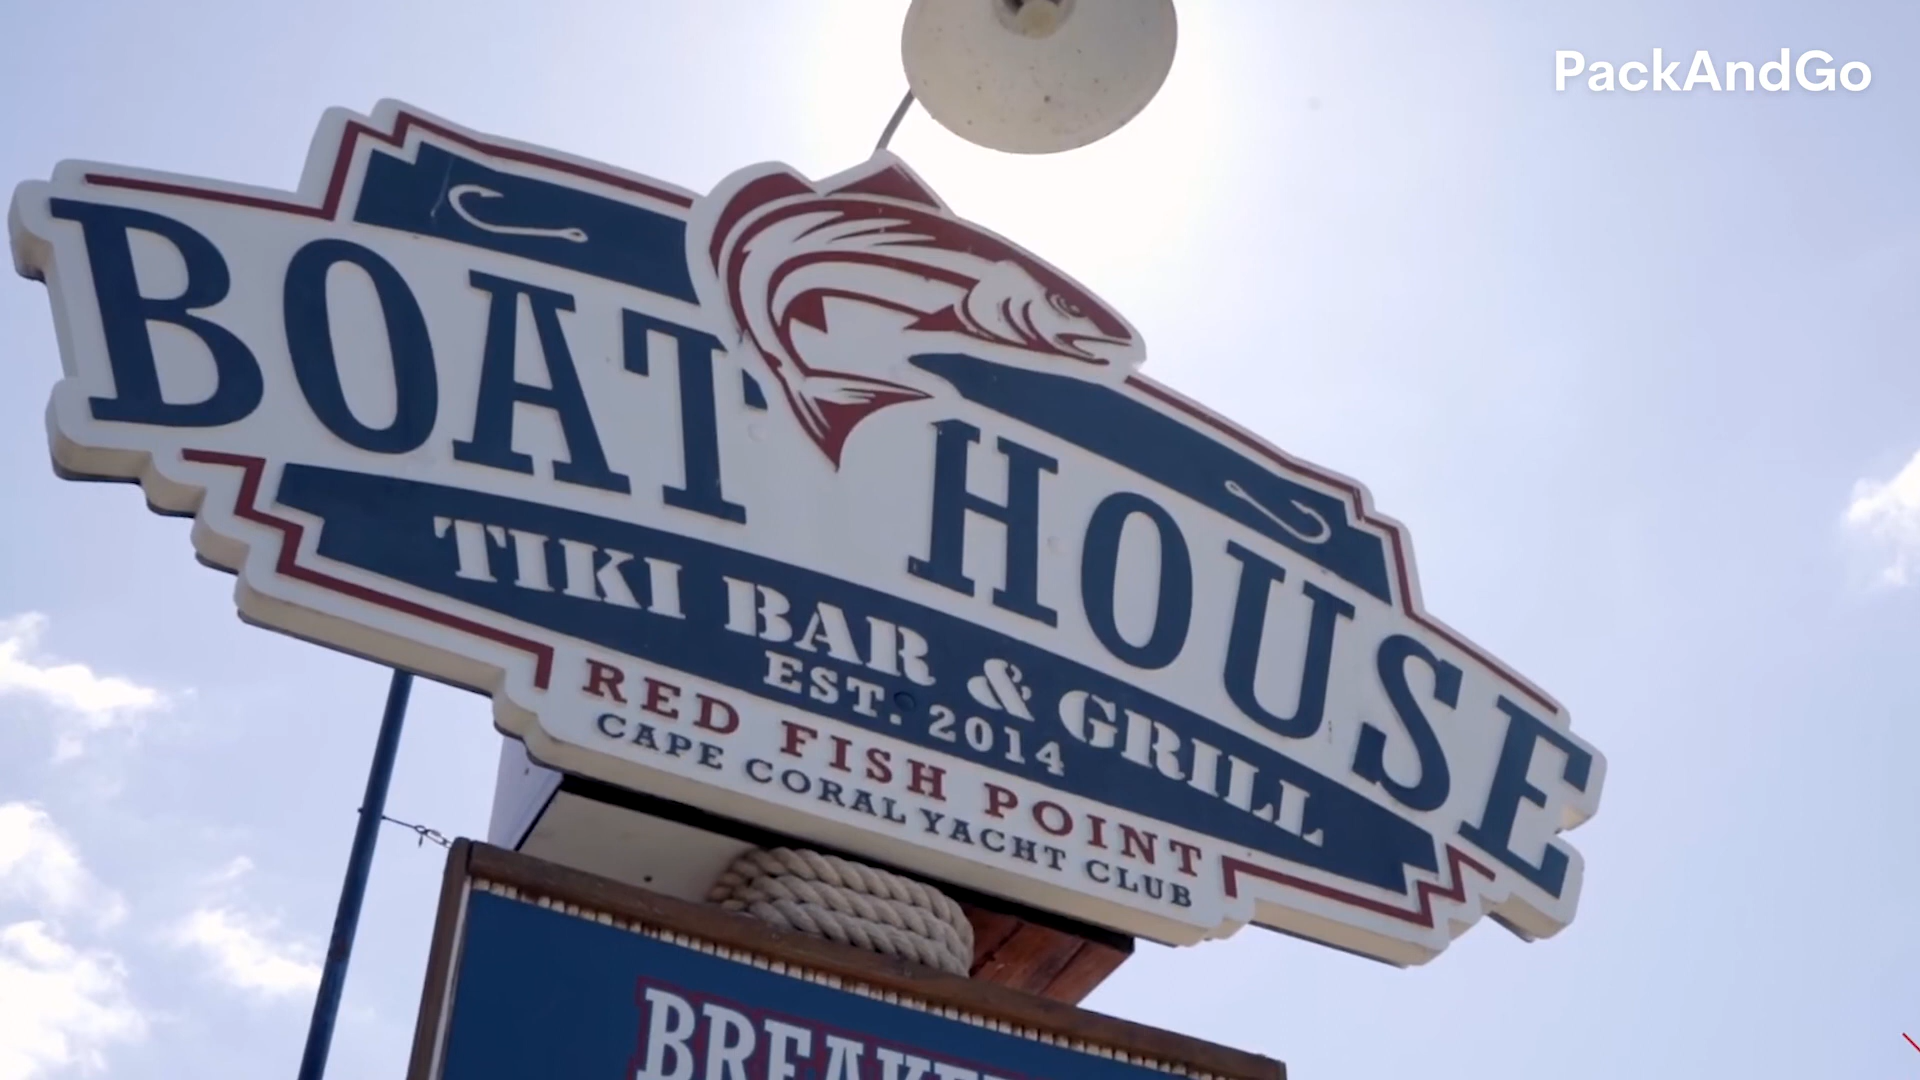 PackAndGo
BOAT HOUSE
TIKI BAR & GRILL
EST. 2014
RED FISH POINT
CAPE CORAL YACHT CLUB